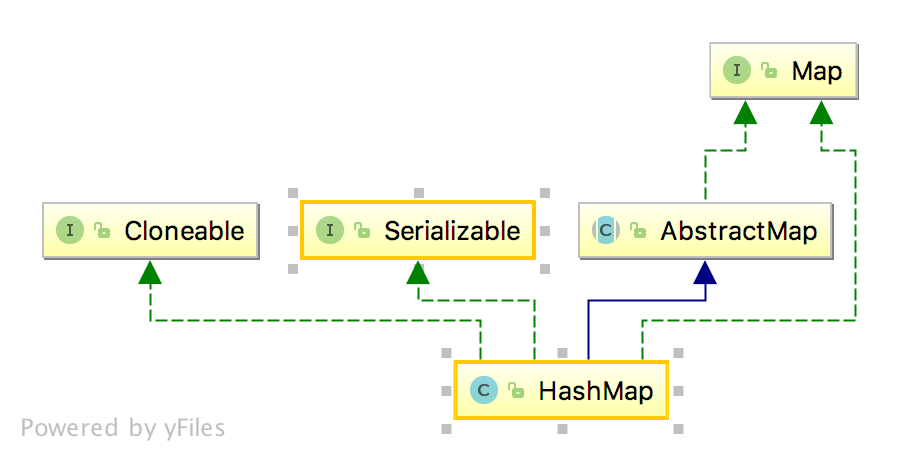 I Map
I Cloneable
I Serializable
C AbstractMap
C HashMap
Powered by yFiles